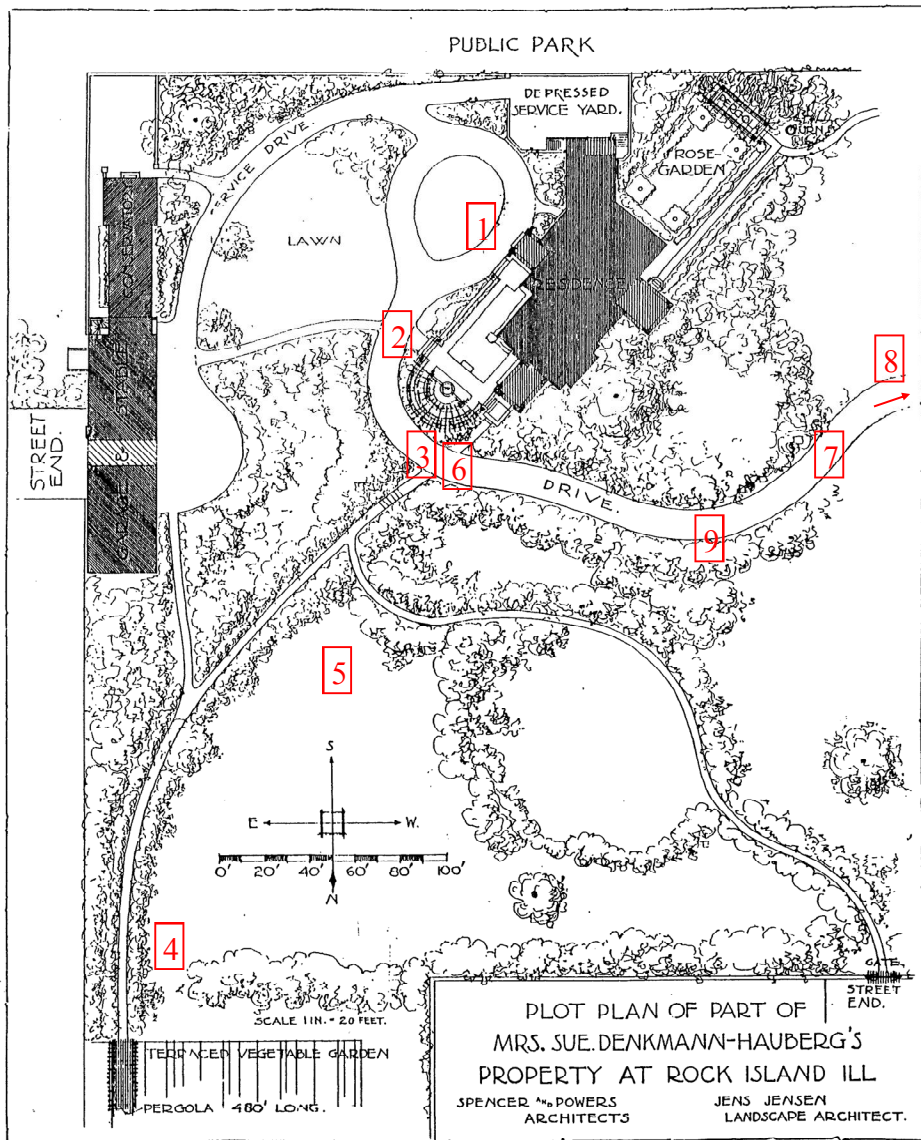 PUBLIC PARK
DEPRESSED
SERVICE YARD.
SERVICE DRIVE
ROSE-
GARDEN
URN
CONSERVATORY
LAWN
1
RESIDENCE
2
8
STREET
END.
GARAGE & STABLE
3
6
7
DRIVE.
9
5
S
E
W.
0' 20' 40' 60' 80' 100'
N
4
GATE
STREET
END.
SCALE 1 IN. = 20 FEET.
TERRACED VEGETABLE GARDEN
PERGOLA 480' LONG.
PLOT PLAN OF PART OF
MRS. SUE. DENKMANN-HAUBERG'S
PROPERTY AT ROCK ISLAND ILL
SPENCER AND POWERS
ARCHITECTS
JENS JENSEN
LANDSCAPE ARCHITECT.